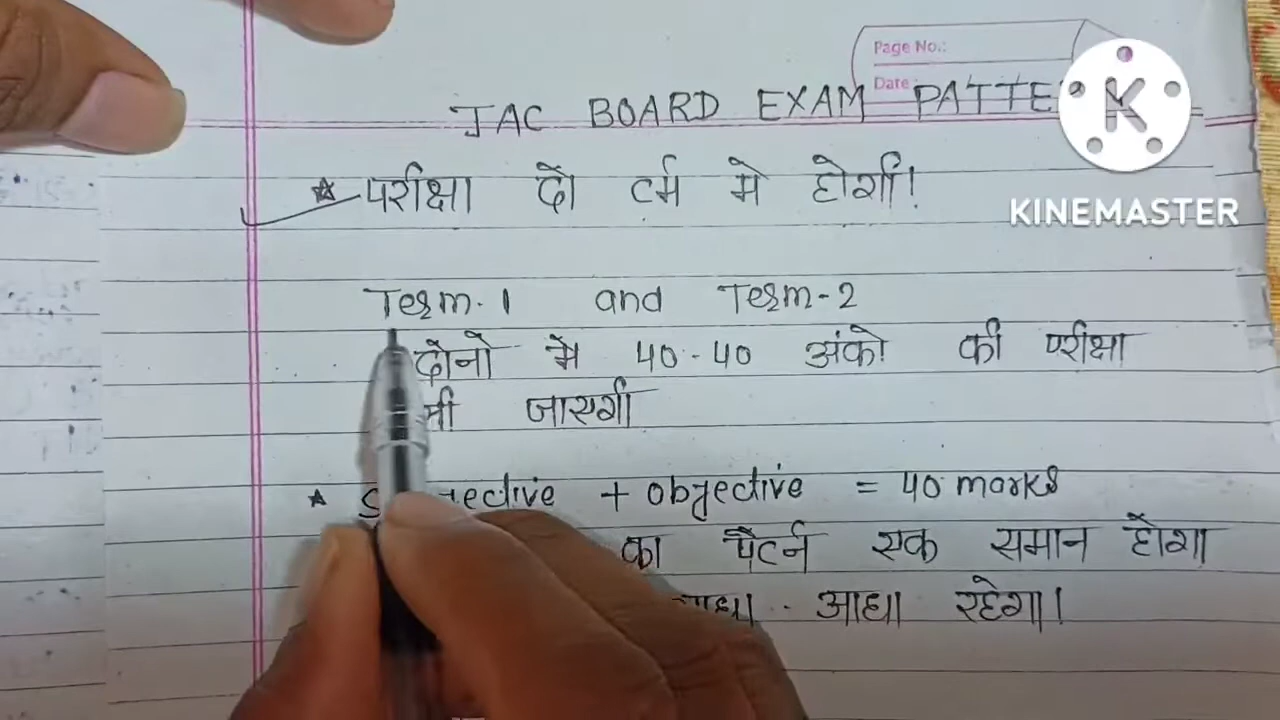 Page No.:
Date
JAC BOARD EXAM PATTE
KINEMASTER
★ परीक्षा दो टर्म मे होगी!
Term-1 and Term-2
दोनो मे 40-40 अंको की परीक्षा
जाएगी
★ + objective = 40 marks
का पैटर्न एक समान होगा
आधा रहेगा।